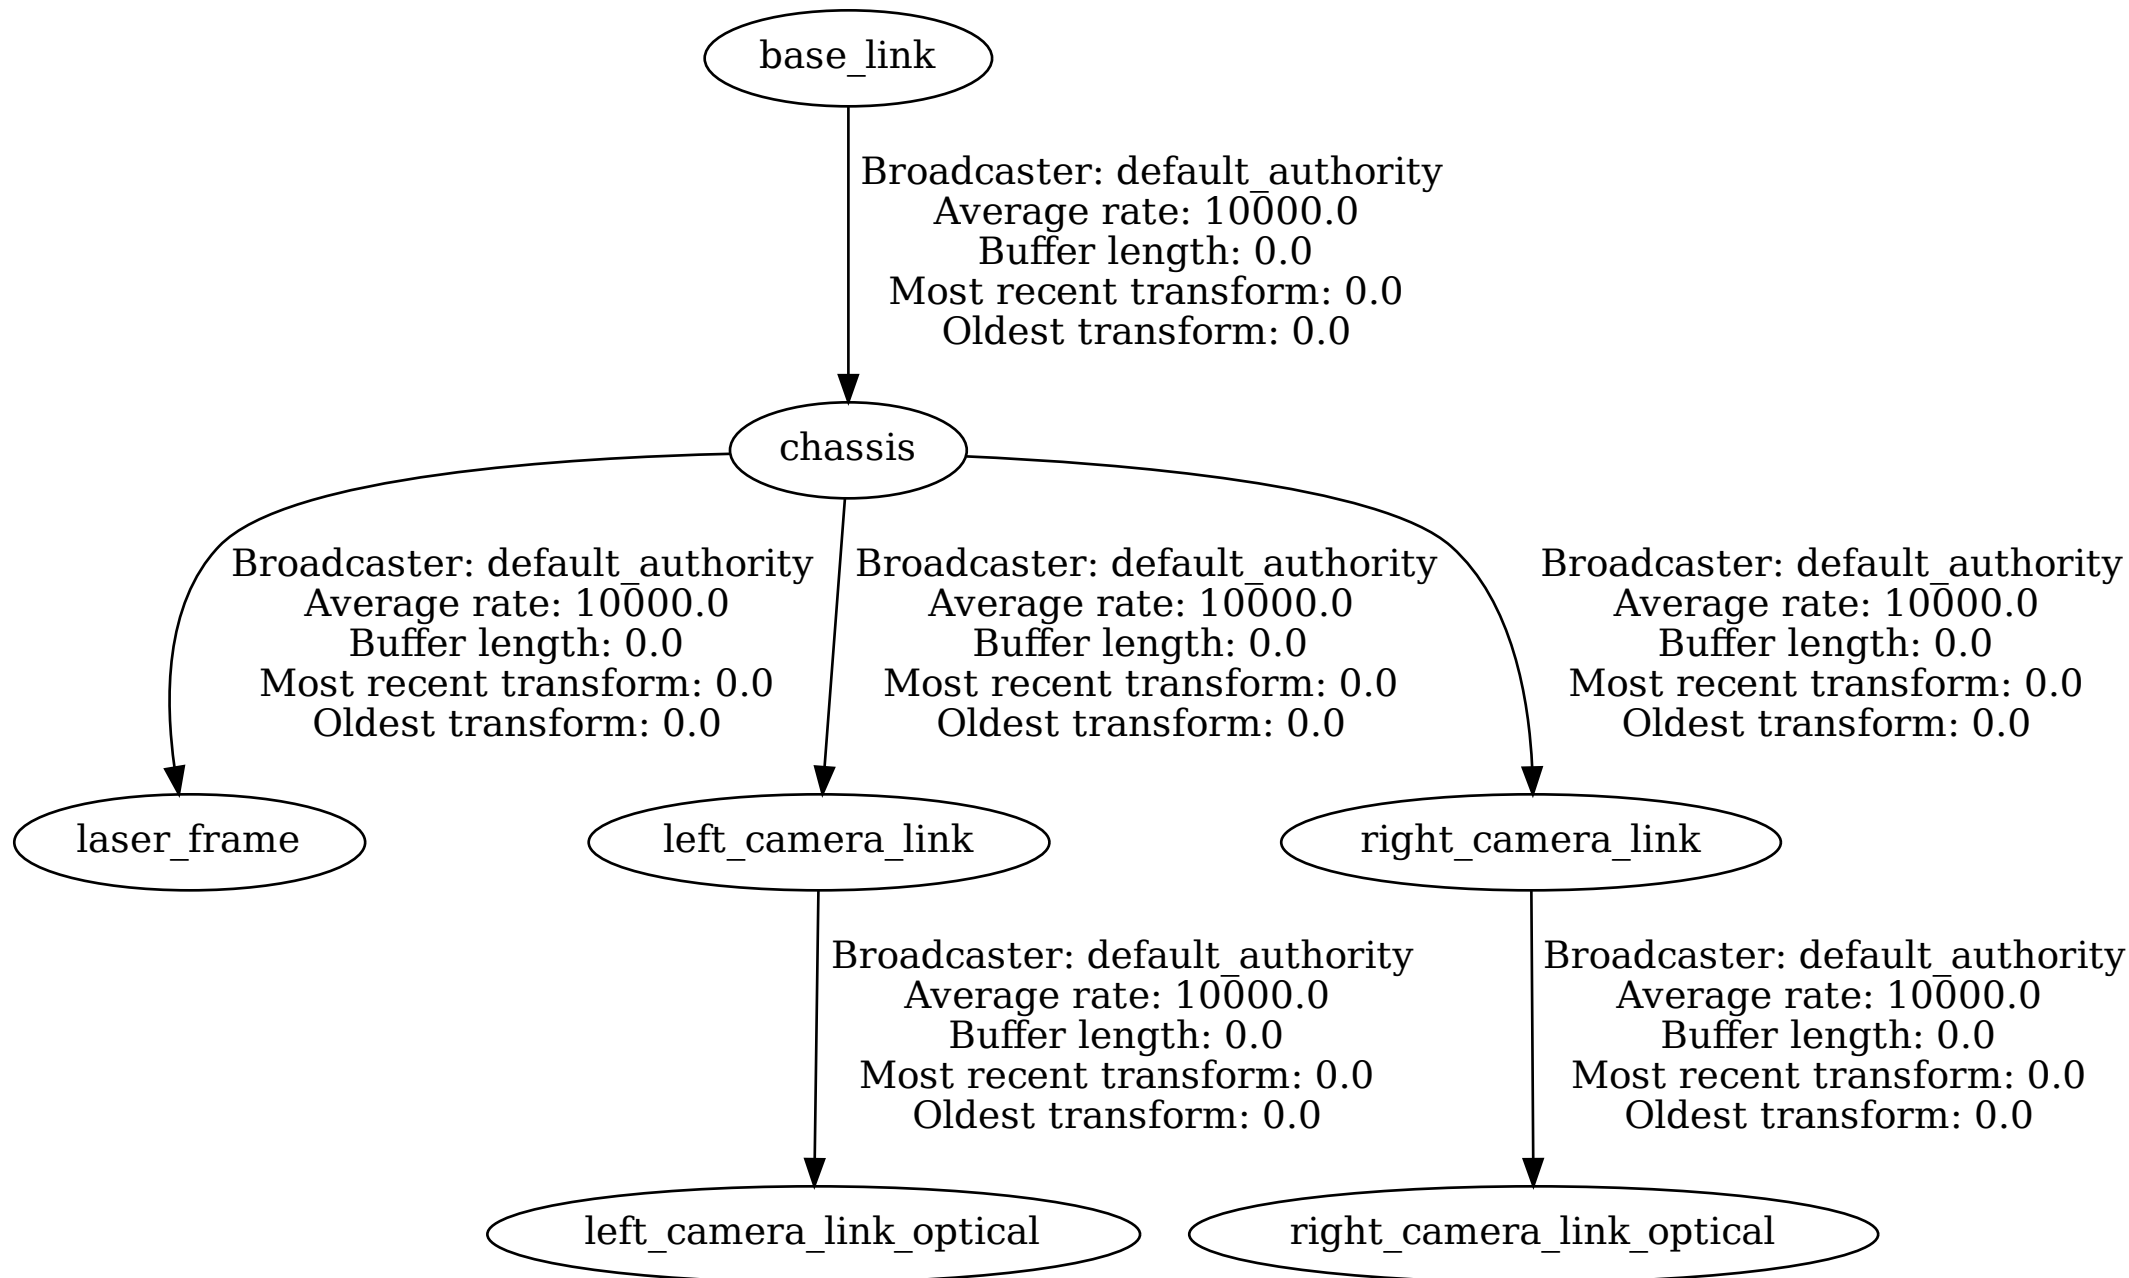 base_link
Broadcaster: default_authority
Average rate: 10000.0
Buffer length: 0.0
Most recent transform: 0.0
Oldest transform: 0.0
chassis
Broadcaster: default_authority
Average rate: 10000.0
Buffer length: 0.0
Most recent transform: 0.0
Oldest transform: 0.0
Broadcaster: default_authority
Average rate: 10000.0
Buffer length: 0.0
Most recent transform: 0.0
Oldest transform: 0.0
Broadcaster: default_authority
Average rate: 10000.0
Buffer length: 0.0
Most recent transform: 0.0
Oldest transform: 0.0
laser_frame
left_camera_link
right_camera_link
Broadcaster: default_authority
Average rate: 10000.0
Buffer length: 0.0
Most recent transform: 0.0
Oldest transform: 0.0
Broadcaster: default_authority
Average rate: 10000.0
Buffer length: 0.0
Most recent transform: 0.0
Oldest transform: 0.0
left_camera_link_optical
right_camera_link_optical